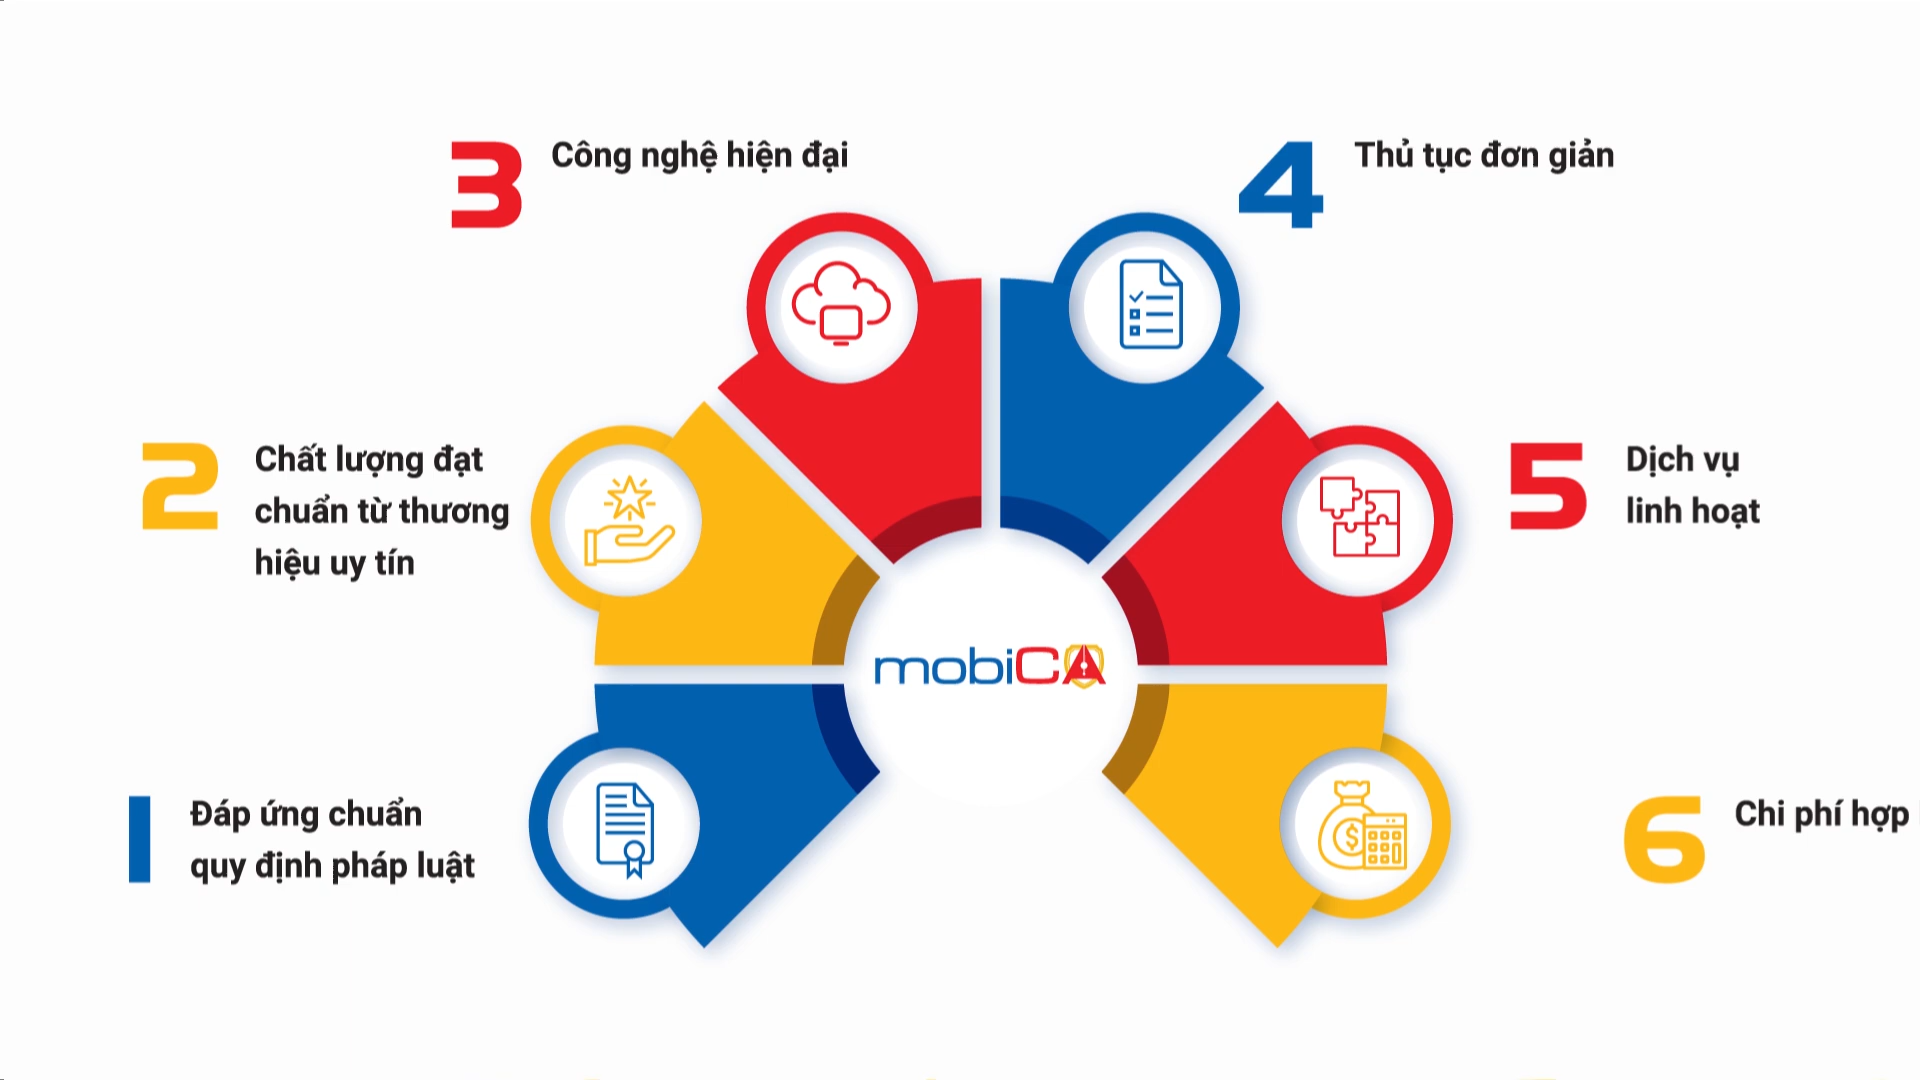 3
Công nghệ hiện đại
4
Thủ tục đơn giản
2
Chất lượng đạt
chuẩn từ thương
hiệu uy tín
5
Dịch vụ
linh hoạt
mobiCA
1
Đáp ứng chuẩn
quy định pháp luật
6
Chi phí hợp